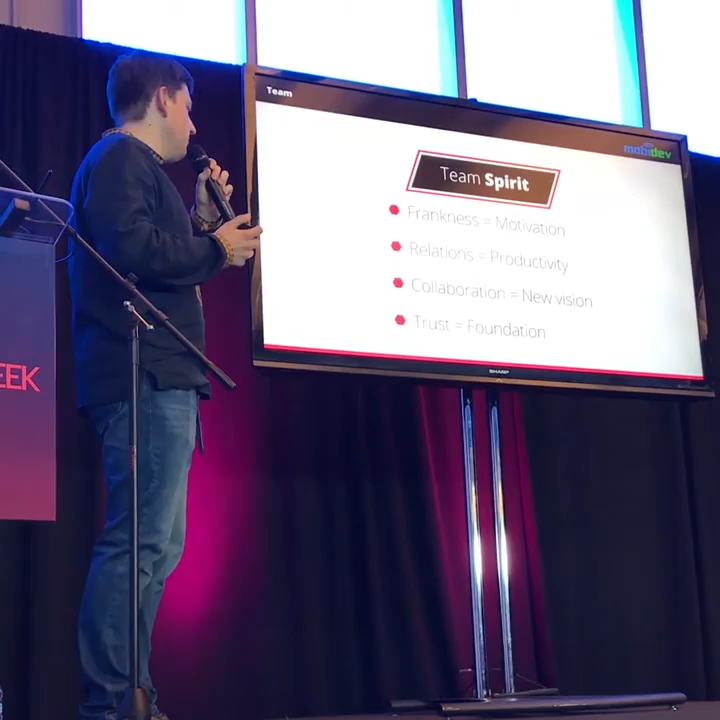 Team
mobidev
Team Spirit
Frankness = Motivation
Relations = Productivity
Collaboration = New vision
Trust = Foundation
SHARP
EEK